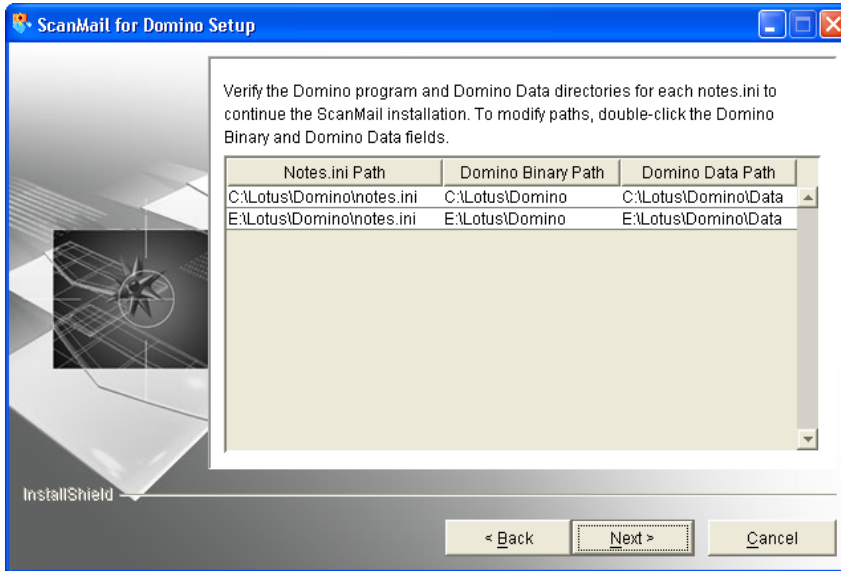 ScanMail for Domino Setup
Verify the Domino program and Domino Data directories for each notes.ini to
continue the ScanMail installation. To modify paths, double-click the Domino
Binary and Domino Data fields.
Notes.ini Path Domino Binary Path Domino Data Path
C:\Lotus\Domino\notes.ini C:\Lotus\Domino C:\Lotus\Domino\Data
E:\Lotus\Domino\notes.ini E:\Lotus\Domino E:\Lotus\Domino\Data
InstallShield
< Back Next > Cancel